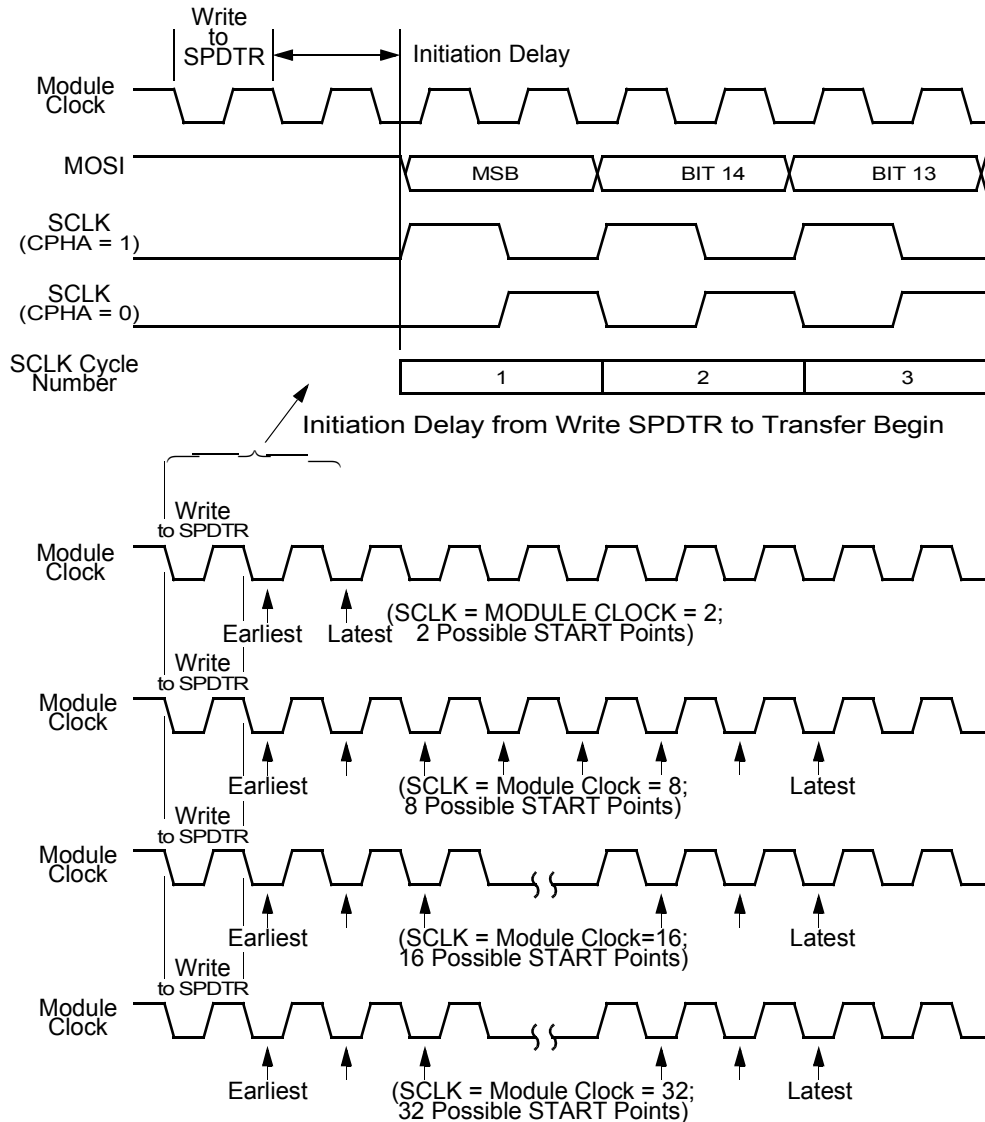 Write
to
SPDTR
Initiation Delay
Module
Clock
MOSI
MSB
BIT 14
BIT 13
SCLK
(CPHA = 1)
SCLK
(CPHA = 0)
SCLK Cycle
Number
1
2
3
Initiation Delay from Write SPDTR to Transfer Begin
Write
to SPDTR
Module
Clock
Earliest
Latest
(SCLK = MODULE CLOCK = 2;
2 Possible START Points)
Write
to SPDTR
Module
Clock
Earliest
(SCLK = Module Clock = 8;
8 Possible START Points)
Latest
Write
to SPDTR
Module
Clock
Earliest
(SCLK = Module Clock=16;
16 Possible START Points)
Latest
Write
to SPDTR
Module
Clock
Earliest
(SCLK = Module Clock = 32;
32 Possible START Points)
Latest